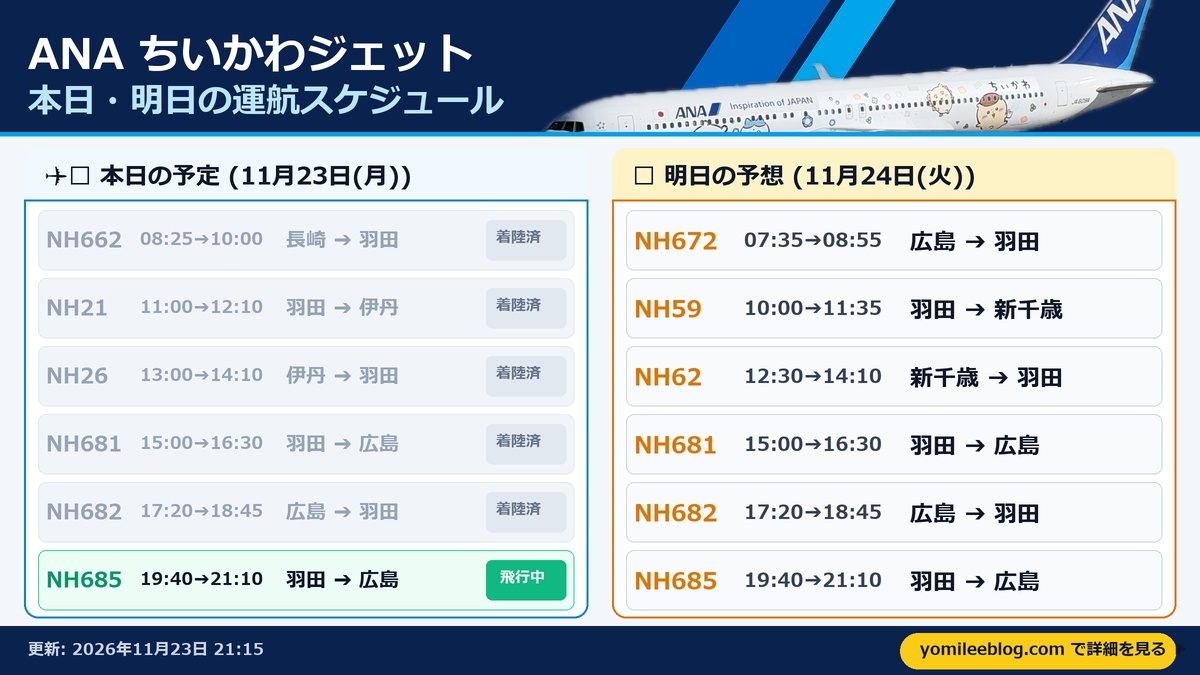 ANA ちいかわジェット
本日・明日の運航スケジュール
ANA Inspiration of JAPAN
ちいかわ
ANA
✈□ 本日の予定 (11月23日(月))
NH662 08:25→10:00 長崎 → 羽田 着陸済
NH21 11:00→12:10 羽田 → 伊丹 着陸済
NH26 13:00→14:10 伊丹 → 羽田 着陸済
NH681 15:00→16:30 羽田 → 広島 着陸済
NH682 17:20→18:45 広島 → 羽田 着陸済
NH685 19:40→21:10 羽田 → 広島 飛行中
□ 明日の予想 (11月24日(火))
NH672 07:35→08:55 広島 → 羽田
NH59 10:00→11:35 羽田 → 新千歳
NH62 12:30→14:10 新千歳 → 羽田
NH681 15:00→16:30 羽田 → 広島
NH682 17:20→18:45 広島 → 羽田
NH685 19:40→21:10 羽田 → 広島
更新: 2026年11月23日 21:15
yomileeblog.com で詳細を見る